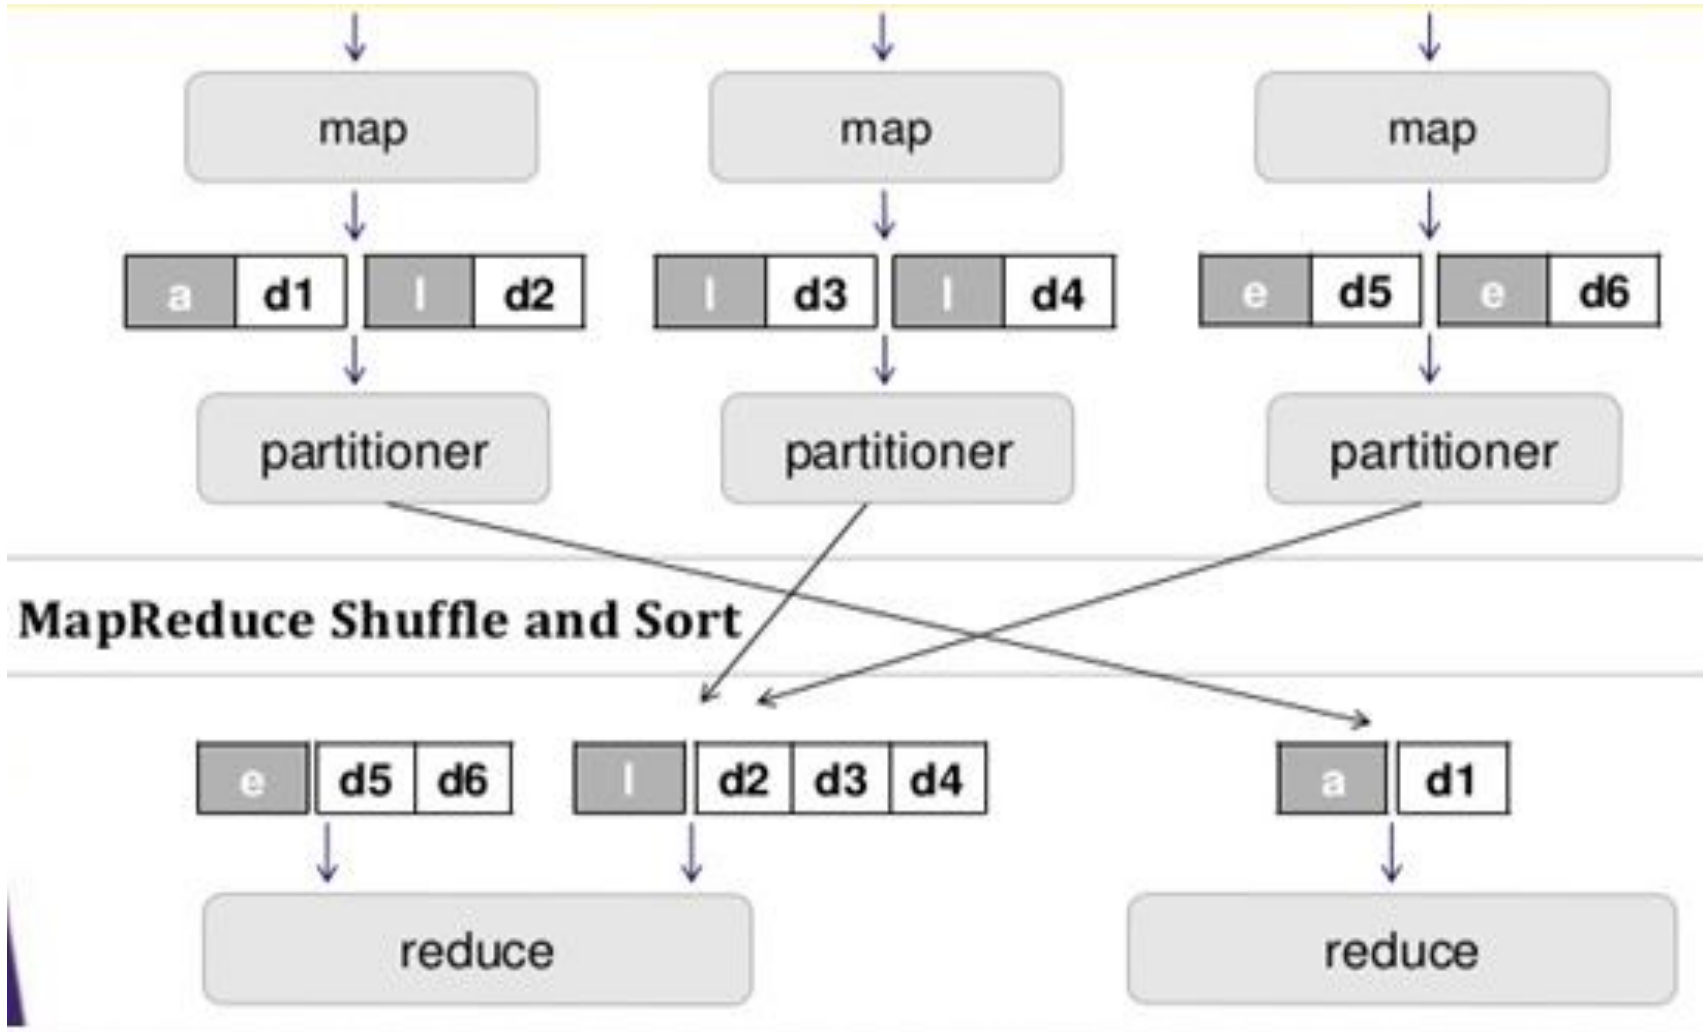 map map map
a d1 l d2 l d3 l d4 e d5 e d6
partitioner partitioner partitioner
MapReduce Shuffle and Sort
e d5 d6 l d2 d3 d4 a d1
reduce reduce